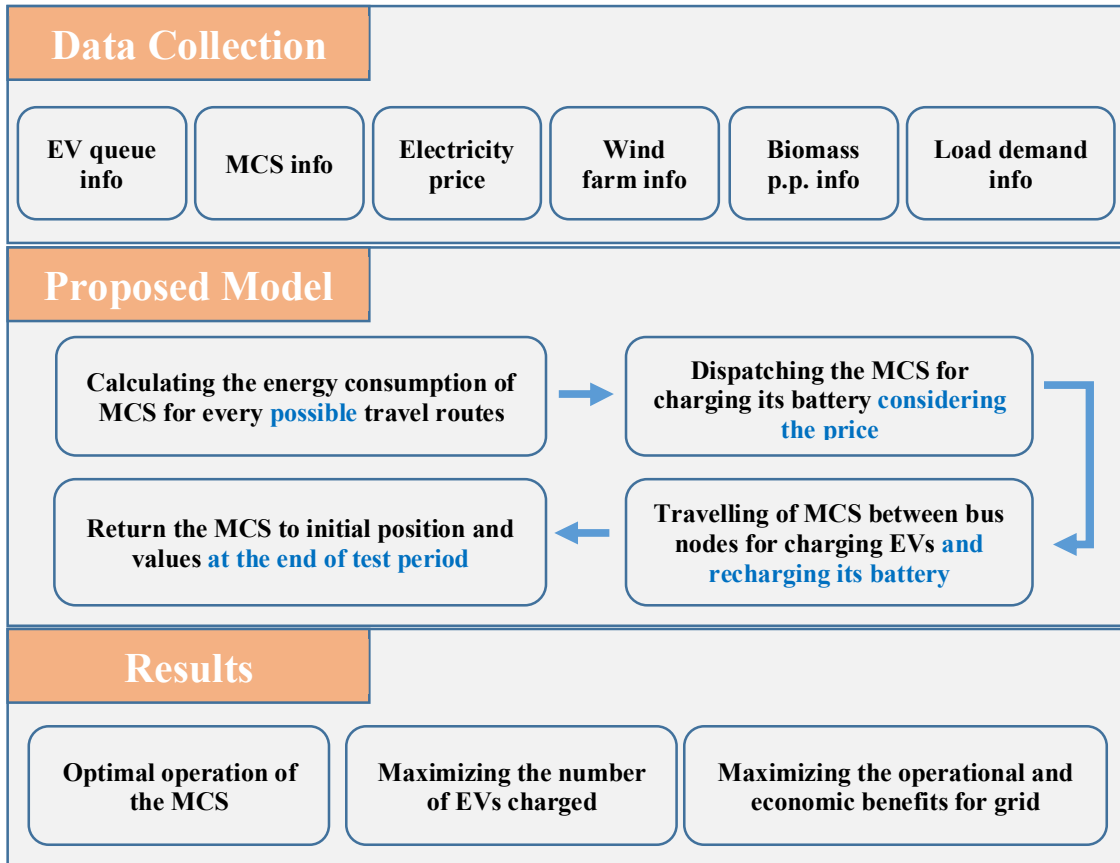 Data Collection
EV queue
info
MCS info
Electricity
price
Wind
farm info
Biomass
p.p. info
Load demand
info
Proposed Model
Calculating the energy consumption of
MCS for every possible travel routes
Dispatching the MCS for
charging its battery considering
the price
Return the MCS to initial position and
values at the end of test period
Travelling of MCS between bus
nodes for charging EVs and
recharging its battery
Results
Optimal operation of
the MCS
Maximizing the number
of EVs charged
Maximizing the operational and
economic benefits for grid